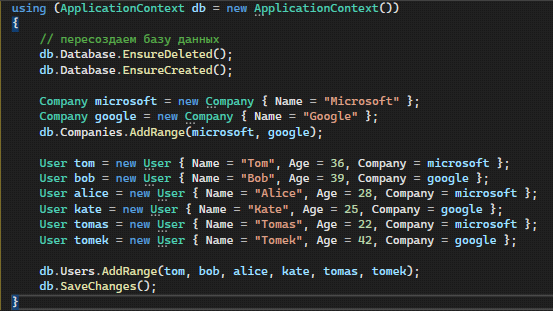 using (ApplicationContext db = new ApplicationContext())
{
// пересоздаем базу данных
db.Database.EnsureDeleted();
db.Database.EnsureCreated();
Company microsoft = new Company { Name = "Microsoft" };
Company google = new Company { Name = "Google" };
db.Companies.AddRange(microsoft, google);
User tom = new User { Name = "Tom", Age = 36, Company = microsoft };
User bob = new User { Name = "Bob", Age = 39, Company = google };
User alice = new User { Name = "Alice", Age = 28, Company = microsoft };
User kate = new User { Name = "Kate", Age = 25, Company = google };
User tomas = new User { Name = "Tomas", Age = 22, Company = microsoft };
User tomek = new User { Name = "Tomek", Age = 42, Company = google };
db.Users.AddRange(tom, bob, alice, kate, tomas, tomek);
db.SaveChanges();
}